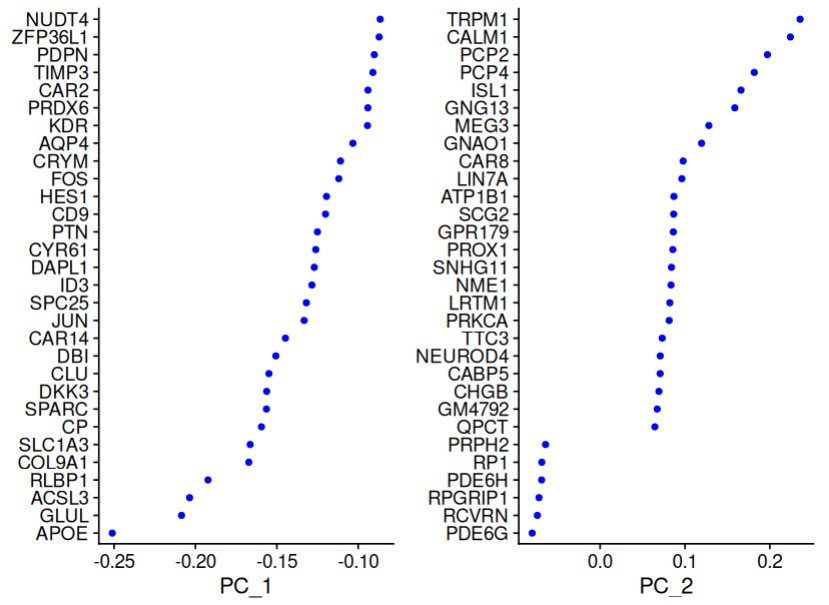 NUDT4
ZFP36L1
PDPN
TIMP3
CAR2
PRDX6
KDR
AQP4
CRYM
FOS
HES1
CD9
PTN
CYR61
DAPL1
ID3
SPC25
JUN
CAR14
DBI
CLU
DKK3
SPARC
CP
SLC1A3
COL9A1
RLBP1
ACSL3
GLUL
APOE
-0.25 -0.20 -0.15 -0.10
PC_1
TRPM1
CALM1
PCP2
PCP4
ISL1
GNG13
MEG3
GNAO1
CAR8
LIN7A
ATP1B1
SCG2
GPR179
PROX1
SNHG11
NME1
LRTM1
PRKCA
TTC3
NEUROD4
CABP5
CHGB
GM4792
QPCT
PRPH2
RP1
PDE6H
RPGRIP1
RCVRN
PDE6G
0.0 0.1 0.2
PC_2